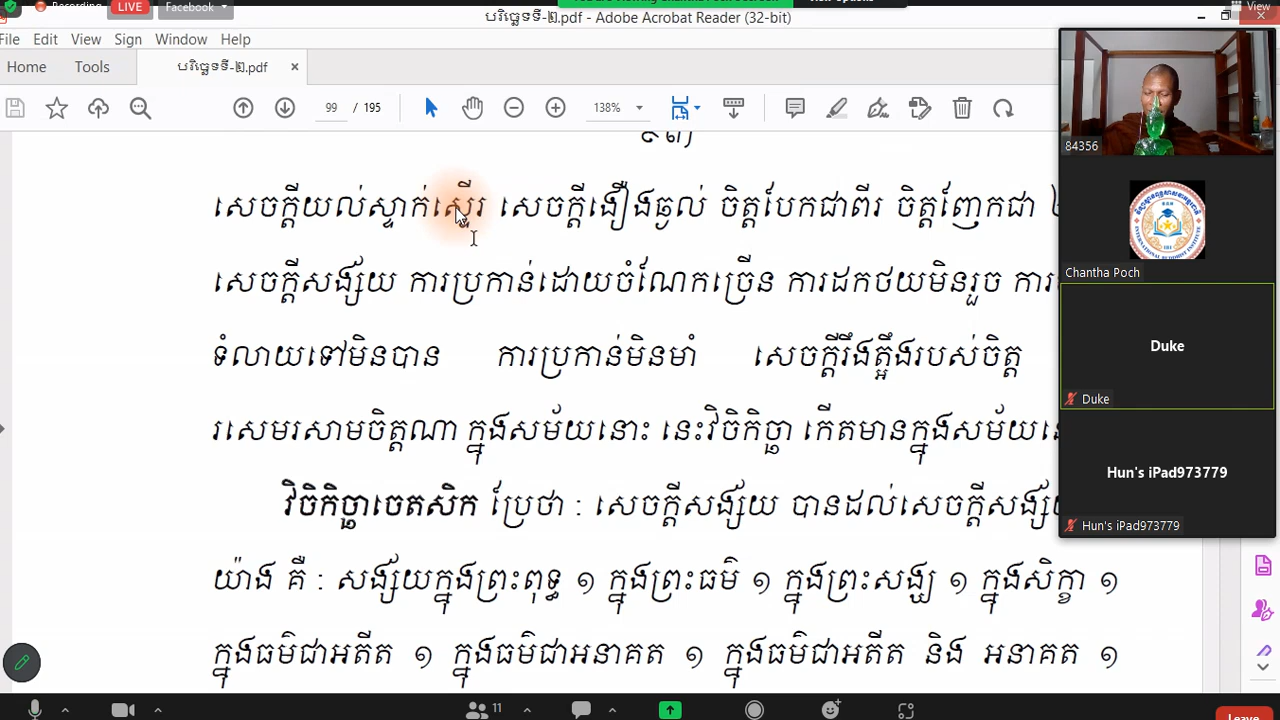 LIVE
Facebook
View
បរិច្ឆេទទី-២.pdf - Adobe Acrobat Reader (32-bit)
File Edit View Sign Window Help
Home Tools បរិច្ឆេទទី-២.pdf ×
99 / 195 138%
៩៣
សេចក្ដីយល់ស្ទាក់ស្ទើរ សេចក្ដីងឿងឆ្ងល់ ចិត្តបែកជាពីរ ចិត្តញែកជា ២
សេចក្ដីសង្ស័យ ការប្រកាន់ដោយចំណែកច្រើន ការដកថយមិនរួច ការ
ទំលាយទៅមិនបាន ការប្រកាន់មិនមាំ សេចក្ដីរឹងត្អឹងរបស់ចិត្ត
រសេមរសាមចិត្តណា ក្នុងសម័យនោះ នេះវិចិកិច្ឆា កើតមានក្នុងសម័យ
វិចិកិច្ឆាចេតសិក ប្រែថា : សេចក្ដីសង្ស័យ បានដល់សេចក្ដីសង្ស័យ
យ៉ាង គឺ : សង្ស័យក្នុងព្រះពុទ្ធ ១ ក្នុងព្រះធម៌ ១ ក្នុងព្រះសង្ឃ ១ ក្នុងសិក្ខា ១
ក្នុងធម៌ជាអតីត ១ ក្នុងធម៌ជាអនាគត ១ ក្នុងធម៌ជាអតីត និង អនាគត ១
84356
Chantha Poch
Duke
Duke
Hun's iPad973779
Hun's iPad973779
11
Leave